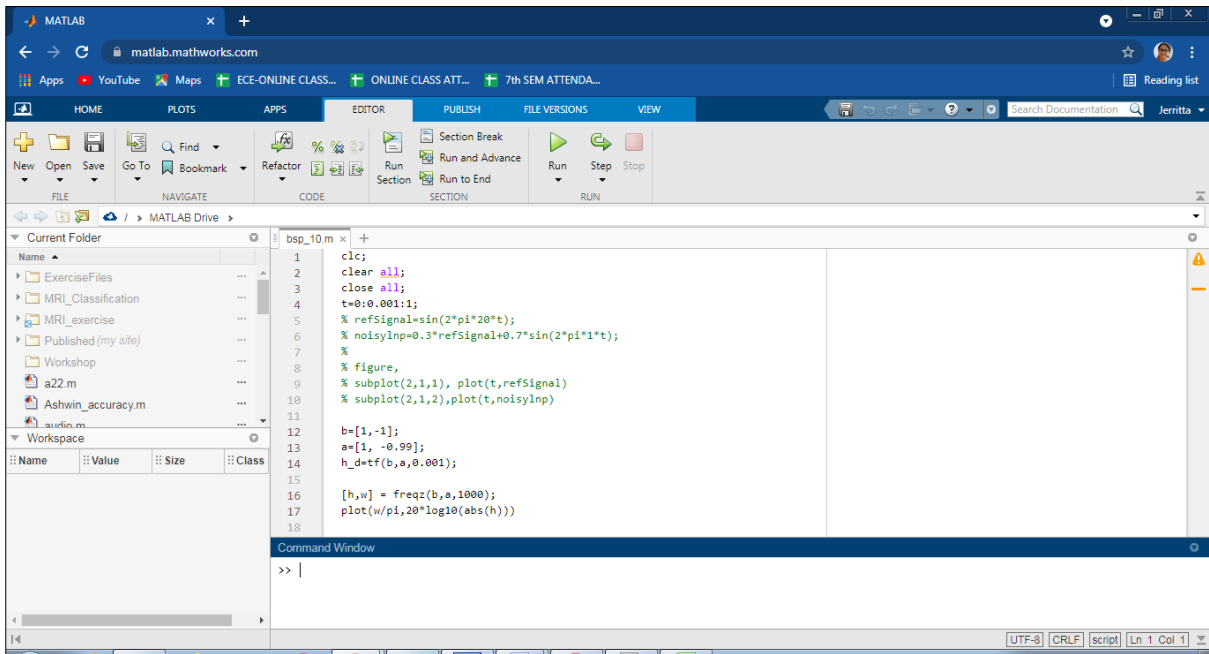 MATLAB
matlab.mathworks.com
Apps YouTube Maps ECE-ONLINE CLASS... ONLINE CLASS ATT... 7th SEM ATTENDA... Reading list
HOME PLOTS APPS EDITOR PUBLISH FILE VERSIONS VIEW Search Documentation Jerritta
New Open Save Go To Find Bookmark Refactor Run Section Section Break Run and Advance Run to End Run Step Stop
FILE NAVIGATE CODE SECTION RUN
/ > MATLAB Drive >
Current Folder
Name
ExerciseFiles
MRI_Classification
MRI_exercise
Published (my site)
Workshop
a22.m
Ashwin_accuracy.m
audio.m
Workspace
Name Value Size Class
bsp_10.m × +
1 clc;
2 clear all;
3 close all;
4 t=0:0.001:1;
5 % refSignal=sin(2*pi*20*t);
6 % noisylnp=0.3*refSignal+0.7*sin(2*pi*1*t);
7 %
8 % figure,
9 % subplot(2,1,1), plot(t,refSignal)
10 % subplot(2,1,2),plot(t,noisylnp)
11
12 b=[1,-1];
13 a=[1, -0.99];
14 h_d=tf(b,a,0.001);
15
16 [h,w] = freqz(b,a,1000);
17 plot(w/pi,20*log10(abs(h)))
18
Command Window
>>
UTF-8 CRLF script Ln 1 Col 1